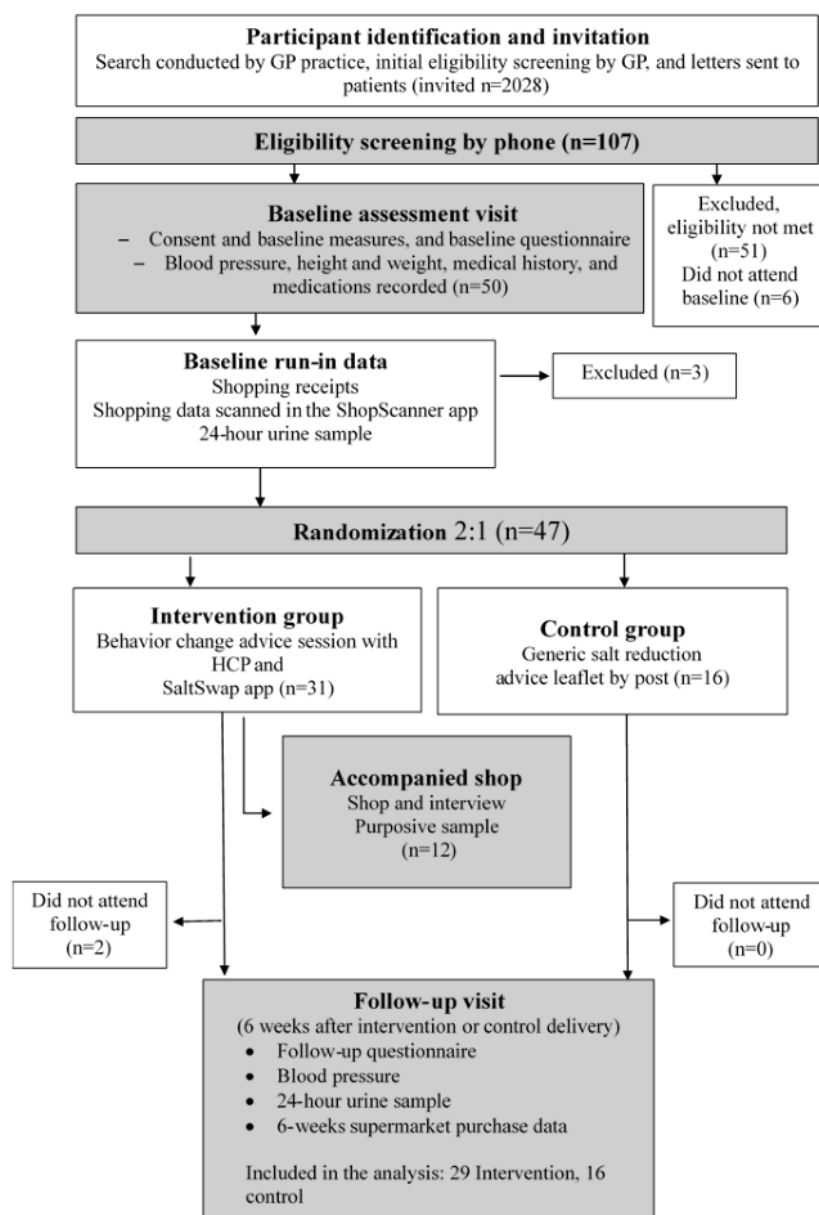 Participant identification and invitation
Search conducted by GP practice, initial eligibility screening by GP, and letters sent to
patients (invited n=2028)
Eligibility screening by phone (n=107)
Baseline assessment visit
– Consent and baseline measures, and baseline questionnaire
– Blood pressure, height and weight, medical history, and
medications recorded (n=50)
Excluded,
eligibility not met
(n=51)
Did not attend
baseline (n=6)
Baseline run-in data
Shopping receipts
Shopping data scanned in the ShopScanner app
24-hour urine sample
Excluded (n=3)
Randomization 2:1 (n=47)
Intervention group
Behavior change advice session with
HCP and
SaltSwap app (n=31)
Control group
Generic salt reduction
advice leaflet by post (n=16)
Accompanied shop
Shop and interview
Purposive sample
(n=12)
Did not attend
follow-up
(n=2)
Did not attend
follow-up
(n=0)
Follow-up visit
(6 weeks after intervention or control delivery)
• Follow-up questionnaire
• Blood pressure
• 24-hour urine sample
• 6-weeks supermarket purchase data
Included in the analysis: 29 Intervention, 16
control